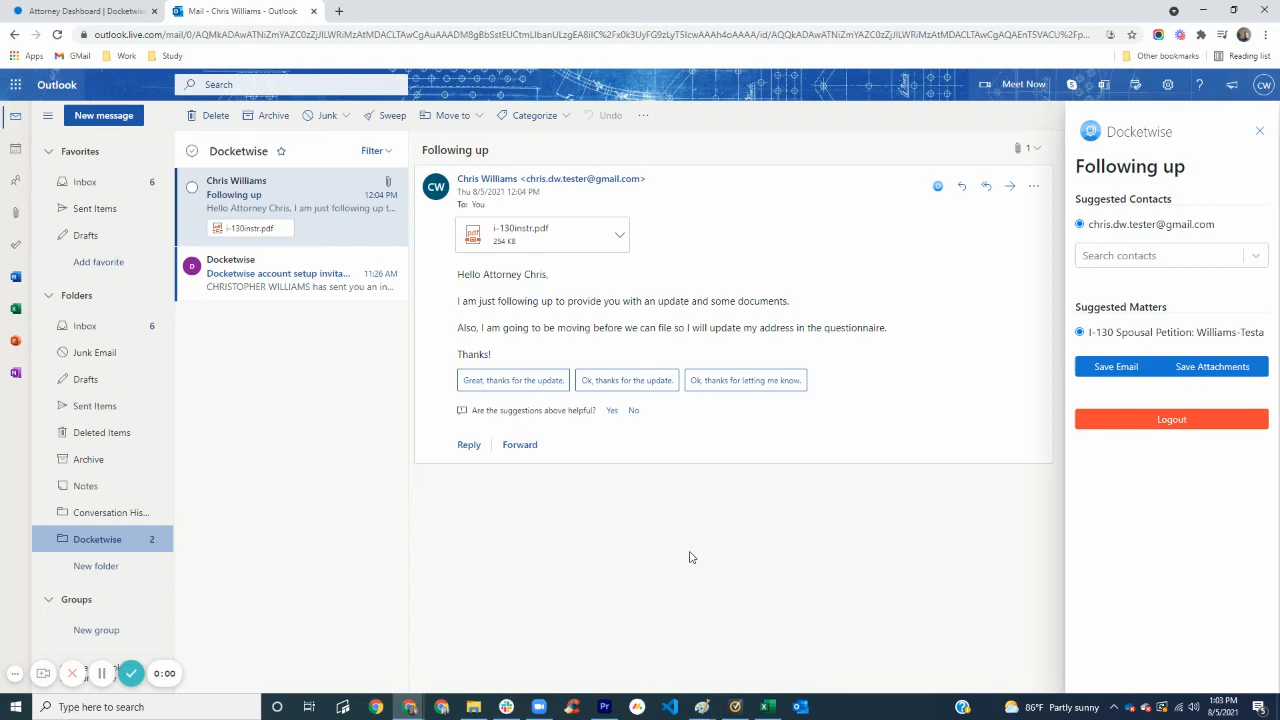 Attorney Dashboard | Docketwise
Mail - Chris Williams - Outlook
outlook.live.com/mail/0/
Apps
GMail
Work
Study
Other bookmarks
Reading list
Outlook
Search
Meet Now
CW
New message
Delete
Archive
Junk
Sweep
Move to
Categorize
Undo
Favorites
Inbox 6
Sent Items
Drafts
Add favorite
Folders
Inbox 6
Junk Email
Drafts
Sent Items
Deleted Items
Archive
Notes
Conversation His...
Docketwise 2
New folder
Groups
New group
0:00
Docketwise
Filter
Chris Williams
Following up 12:04 PM
Hello Attorney Chris, I am just following up t...
i-130instr.pdf
D
Docketwise
Docketwise account setup invita... 11:26 AM
CHRISTOPHER WILLIAMS has sent you an in...
Following up
1
CW
Chris Williams <chris.dw.tester@gmail.com>
Thu 8/5/2021 12:04 PM
To: You
i-130instr.pdf
254 KB
Hello Attorney Chris,
I am just following up to provide you with an update and some documents.
Also, I am going to be moving before we can file so I will update my address in the questionnaire.
Thanks!
Great, thanks for the update.
Ok, thanks for the update.
Ok, thanks for letting me know.
Are the suggestions above helpful? Yes No
Reply
Forward
Docketwise
Following up
Suggested Contacts
chris.dw.tester@gmail.com
Search contacts
Suggested Matters
I-130 Spousal Petition: Williams-Testa
Save Email
Save Attachments
Logout
Type here to search
86°F Partly sunny
1:03 PM
8/5/2021